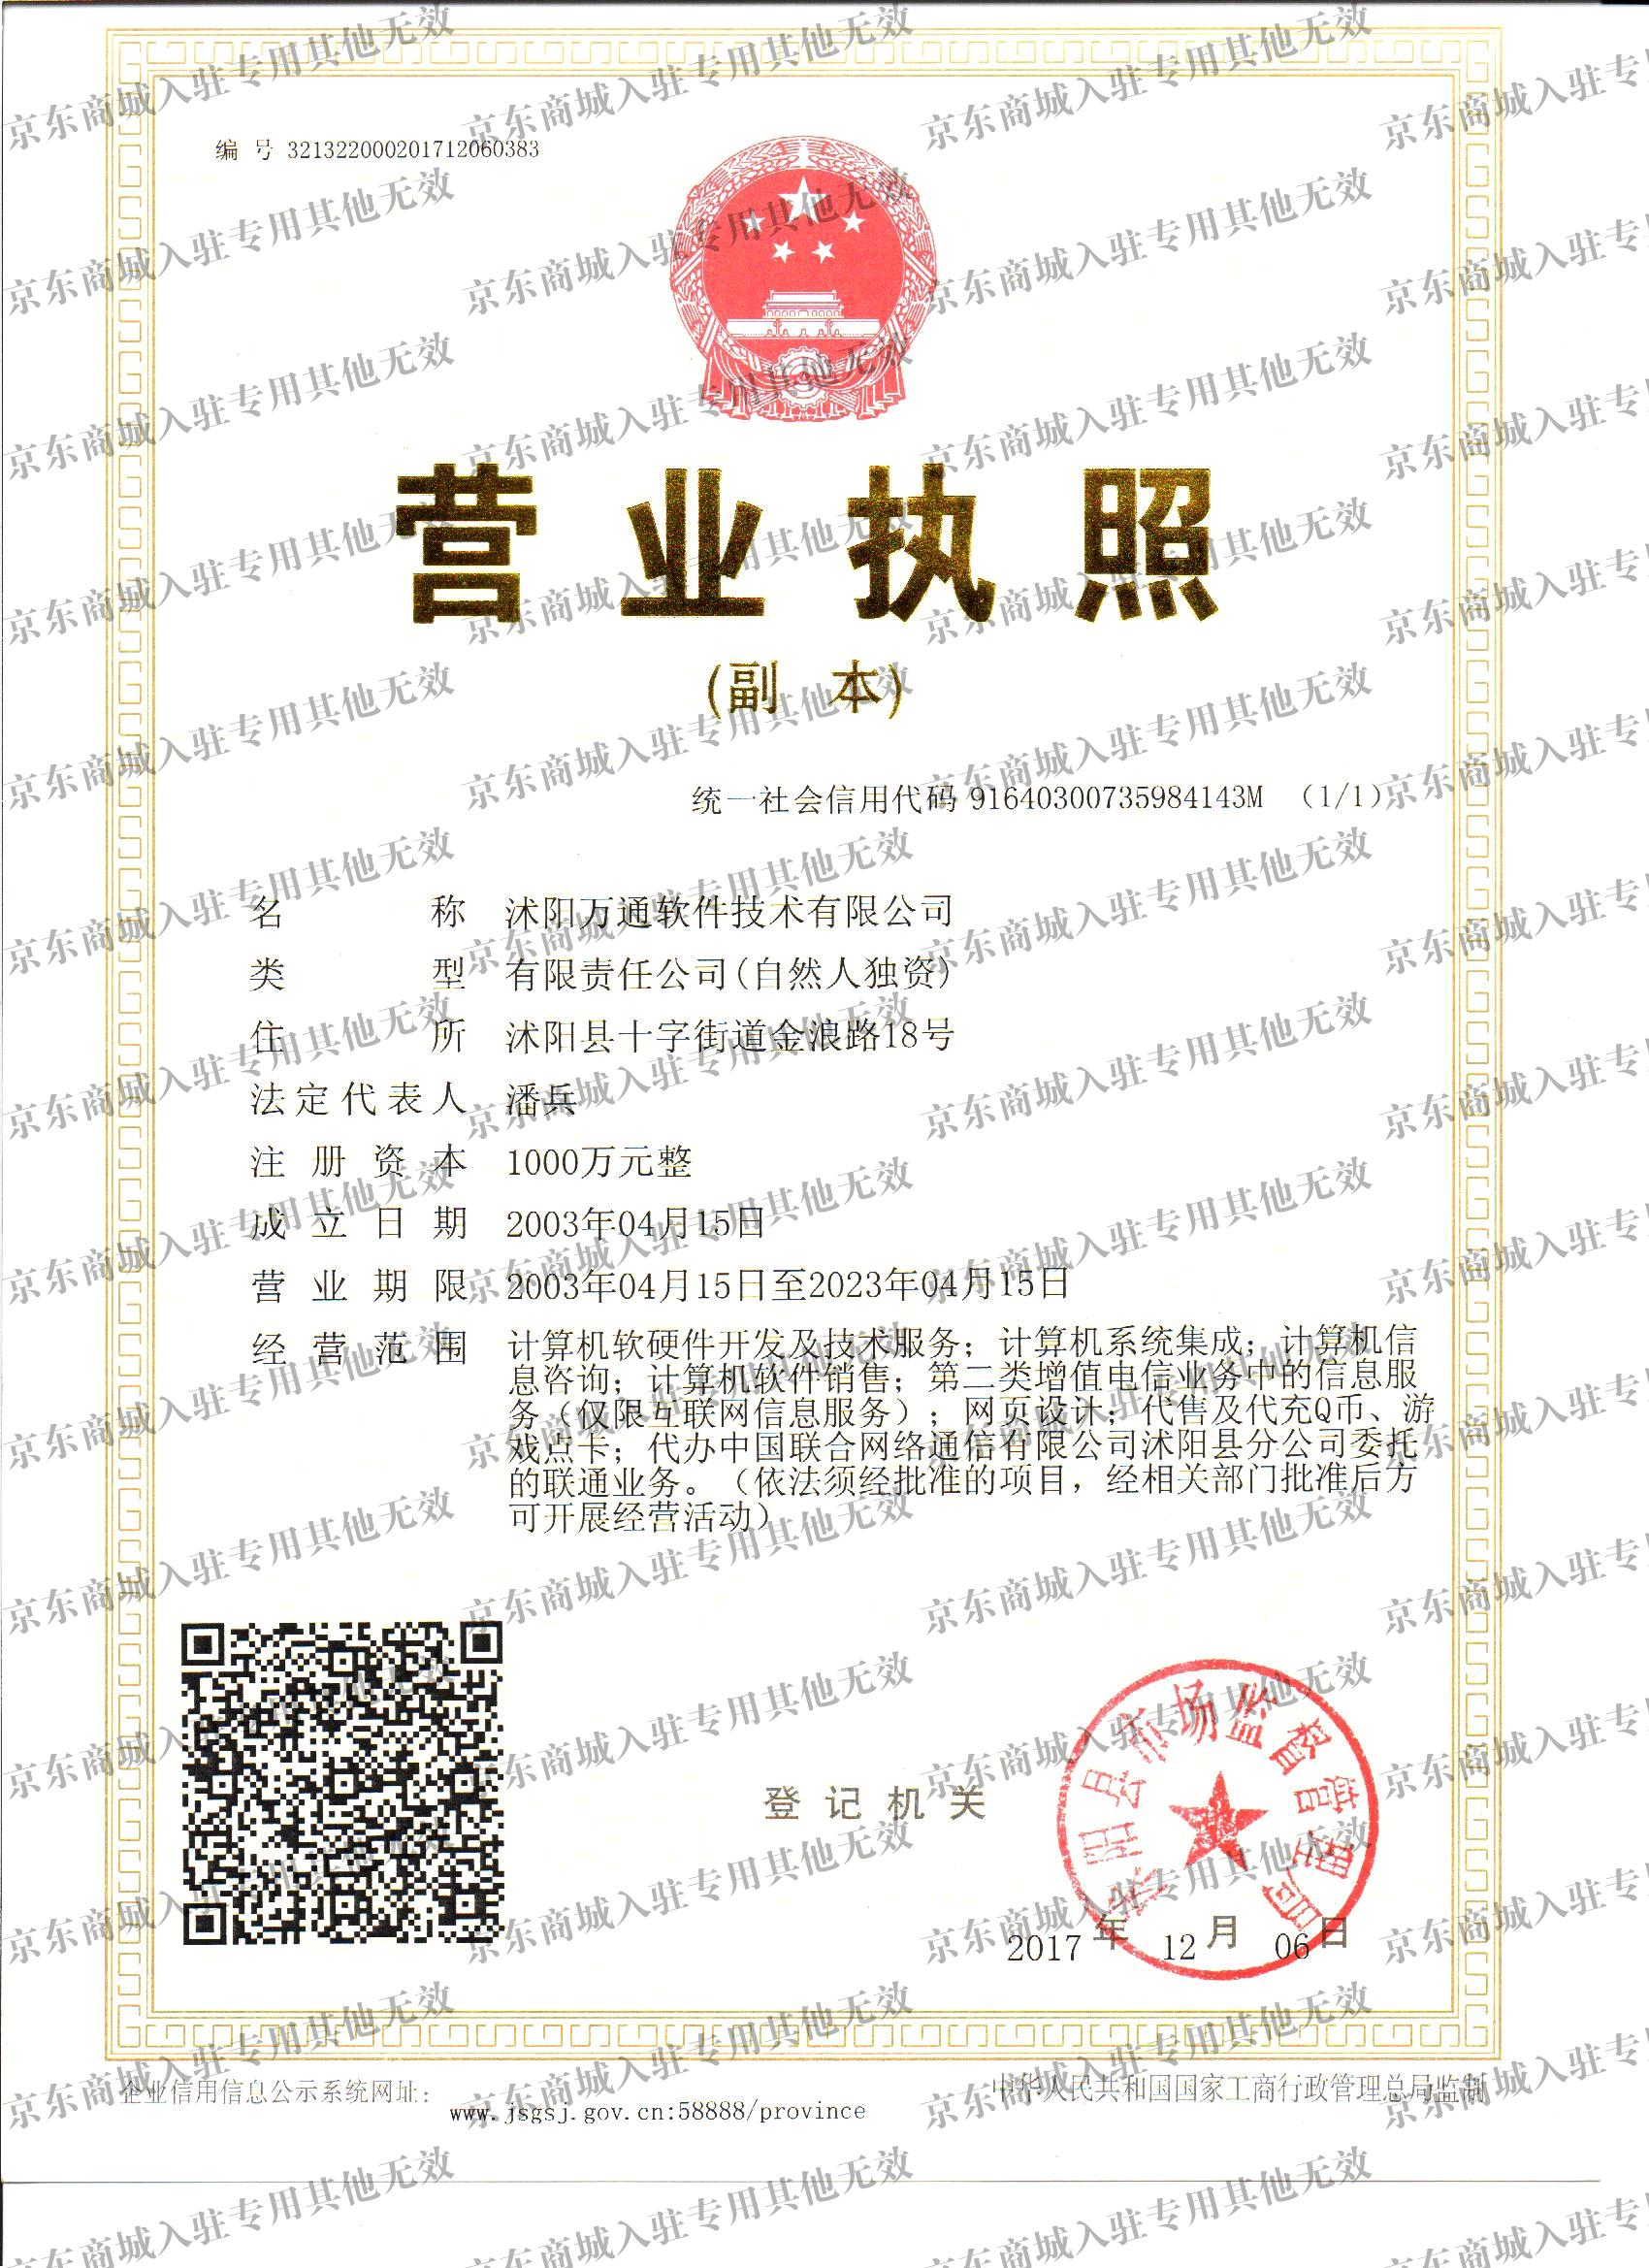 编 号 321322000201712060383
营业执照
(副 本)
统一社会信用代码 91640300735984143M （1/1）
名 称 沭阳万通软件技术有限公司
类 型 有限责任公司(自然人独资)
住 所 沭阳县十字街道金浪路18号
法定代表人 潘兵
注 册 资 本 1000万元整
成 立 日 期 2003年04月15日
营 业 期 限 2003年04月15日至2023年04月15日
经 营 范 围 计算机软硬件开发及技术服务；计算机系统集成；计算机信
息咨询；计算机软件销售；第二类增值电信业务中的信息服
务（仅限互联网信息服务）；网页设计；代售及代充Q币、游
戏点卡；代办中国联合网络通信有限公司沭阳县分公司委托
的联通业务。（依法须经批准的项目，经相关部门批准后方
可开展经营活动）
登 记 机 关
沭阳县市场监督管理局
2017 年 12 月 06 日
企业信用信息公示系统网址：
www.jsgsj.gov.cn:58888/province
中华人民共和国国家工商行政管理总局监制
京东商城入驻专用其他无效